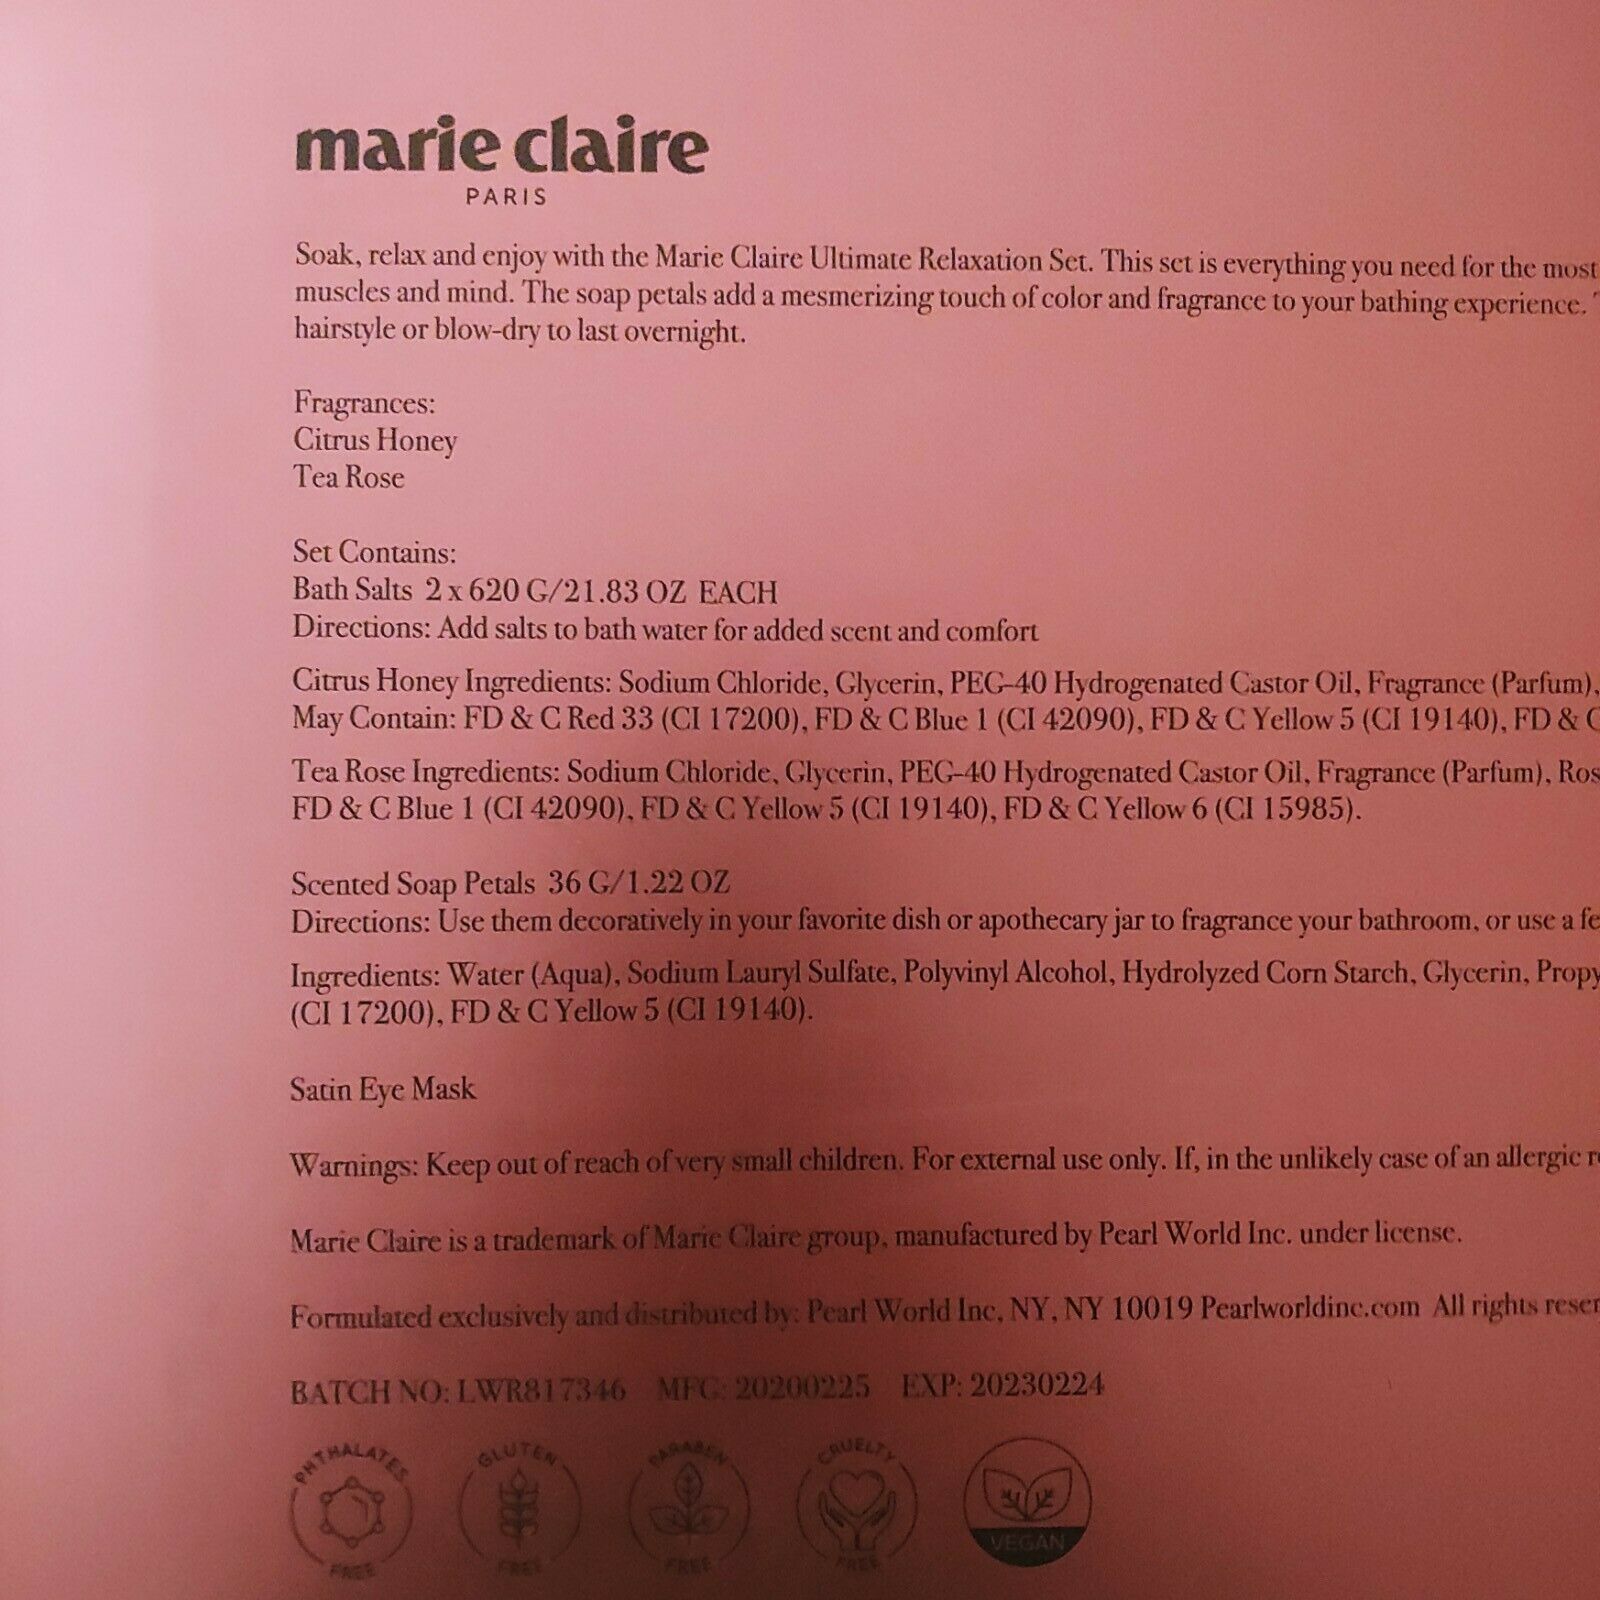 marie claire
PARIS
Soak, relax and enjoy with the Marie Claire Ultimate Relaxation Set. This set is everything you need for the most
muscles and mind. The soap petals add a mesmerizing touch of color and fragrance to your bathing experience.
hairstyle or blow-dry to last overnight.
Fragrances:
Citrus Honey
Tea Rose
Set Contains:
Bath Salts 2 x 620 G/21.83 OZ EACH
Directions: Add salts to bath water for added scent and comfort
Citrus Honey Ingredients: Sodium Chloride, Glycerin, PEG-40 Hydrogenated Castor Oil, Fragrance (Parfum),
May Contain: FD & C Red 33 (CI 17200), FD & C Blue 1 (CI 42090), FD & C Yellow 5 (CI 19140), FD &
Tea Rose Ingredients: Sodium Chloride, Glycerin, PEG-40 Hydrogenated Castor Oil, Fragrance (Parfum), Ros
FD & C Blue 1 (CI 42090), FD & C Yellow 5 (CI 19140), FD & C Yellow 6 (CI 15985).
Scented Soap Petals 36 G/1.22 OZ
Directions: Use them decoratively in your favorite dish or apothecary jar to fragrance your bathroom, or use a fe
Ingredients: Water (Aqua), Sodium Lauryl Sulfate, Polyvinyl Alcohol, Hydrolyzed Corn Starch, Glycerin, Propy
(CI 17200), FD & C Yellow 5 (CI 19140).
Satin Eye Mask
Warnings: Keep out of reach of very small children. For external use only. If, in the unlikely case of an allergic
Marie Claire is a trademark of Marie Claire group, manufactured by Pearl World Inc. under license.
Formulated exclusively and distributed by: Pearl World Inc, NY, NY 10019 Pearlworldinc.com All rights reser
BATCH NO: LWR817346 MFG: 20200225 EXP: 20230224
PHTHALATES FREE
GLUTEN FREE
PARABEN FREE
CRUELTY FREE
VEGAN